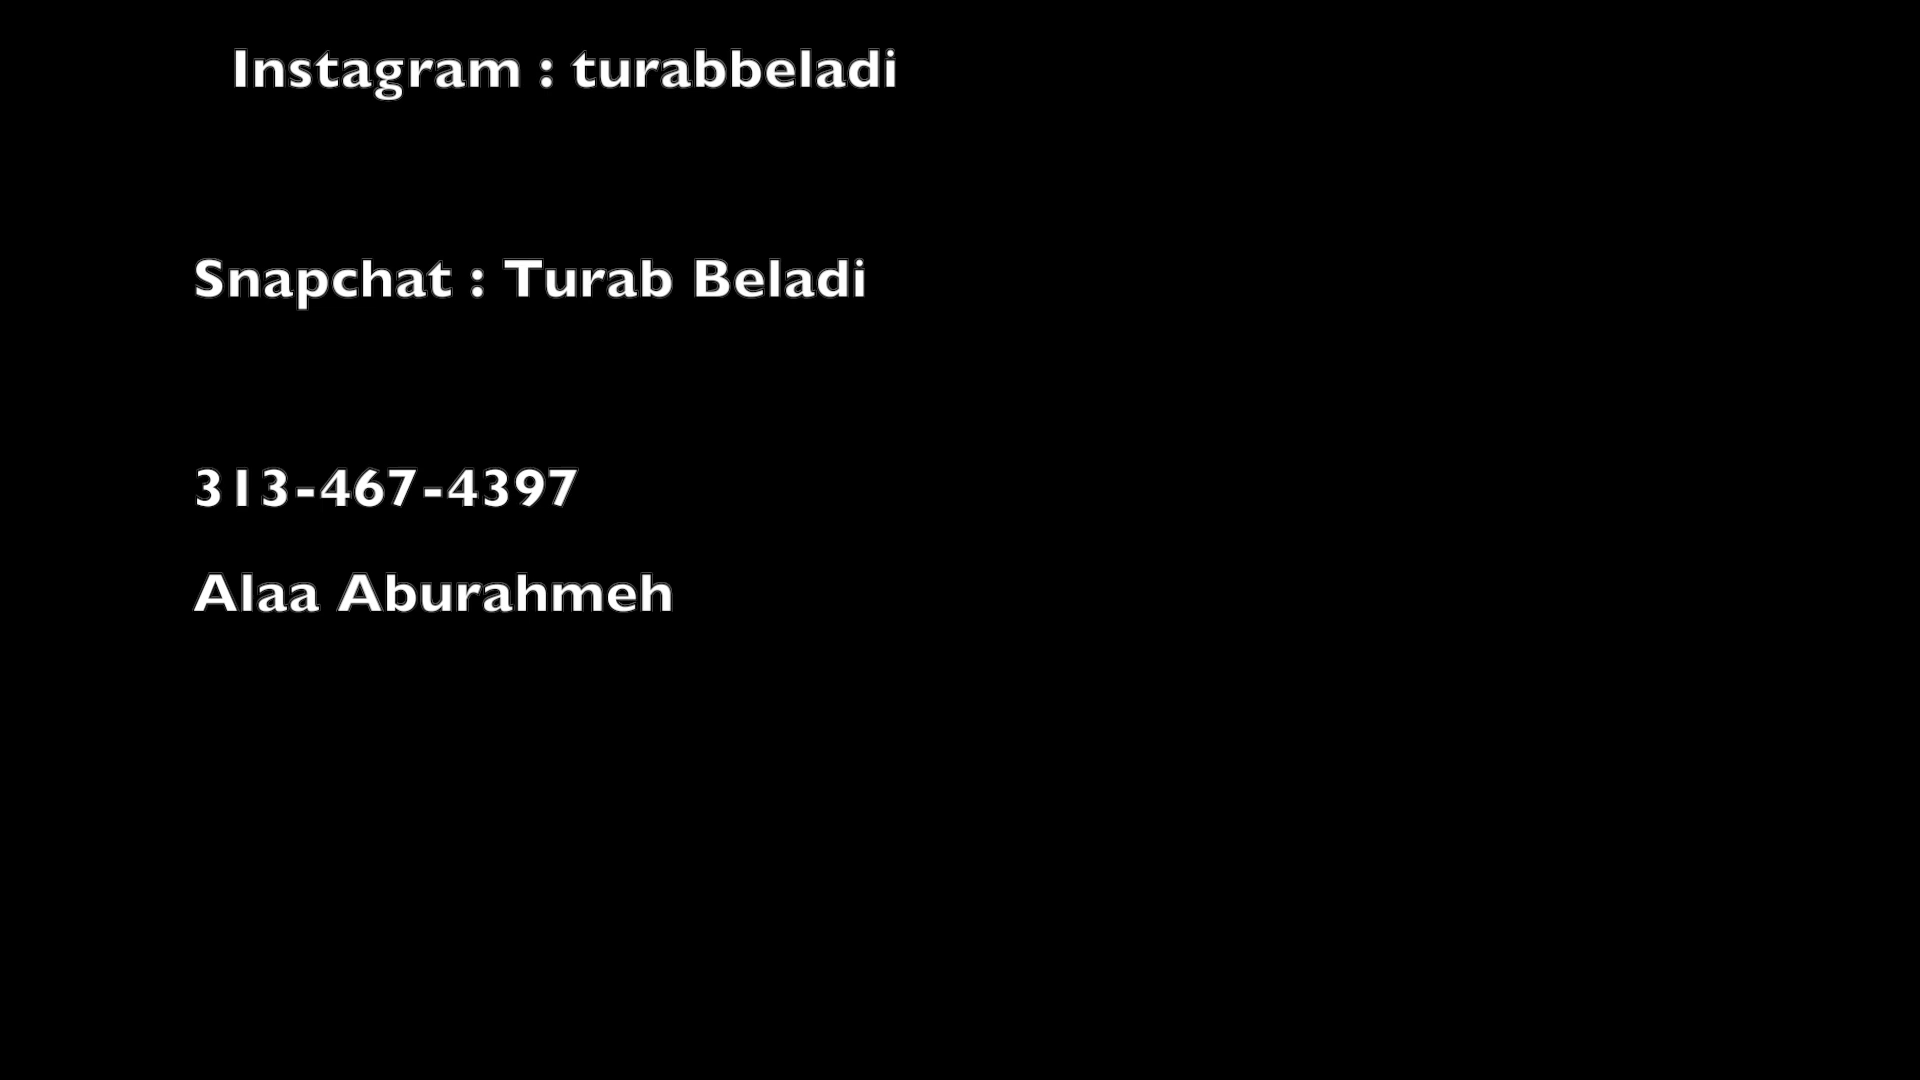 Instagram : turabbeladi
Snapchat : Turab Beladi
313-467-4397
Alaa Aburahmeh